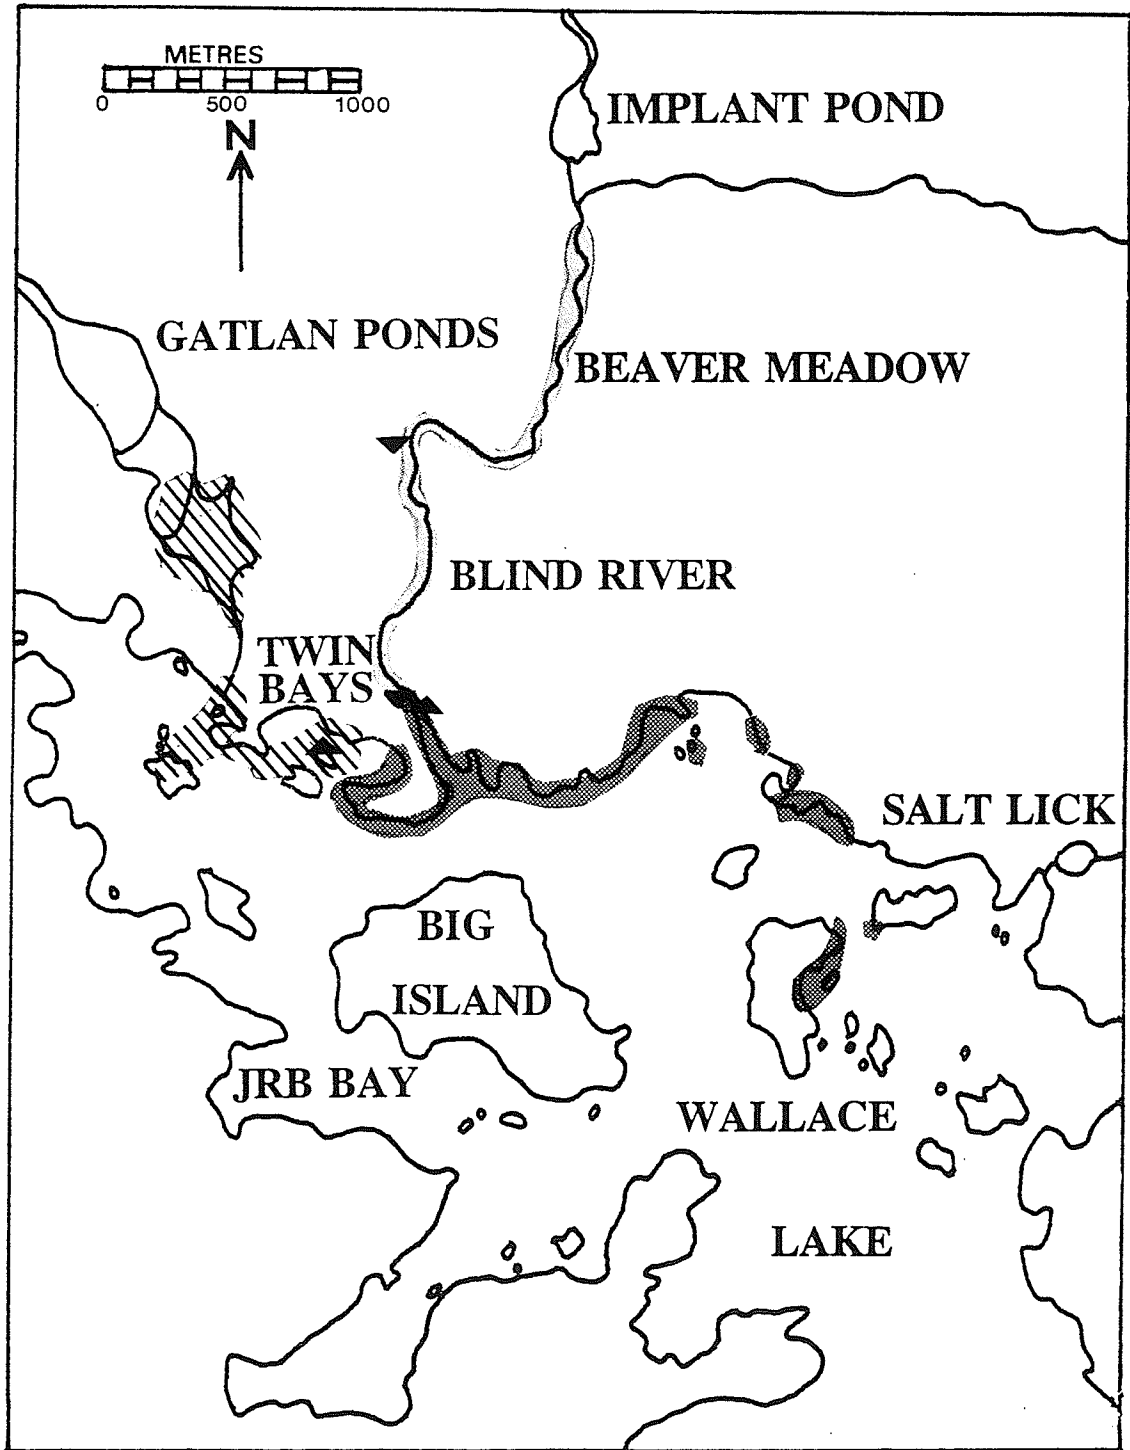 METRES
0 500 1000
N
IMPLANT POND
GATLAN PONDS
BEAVER MEADOW
BLIND RIVER
TWIN
BAYS
SALT LICK
BIG
ISLAND
JRB BAY
WALLACE
LAKE